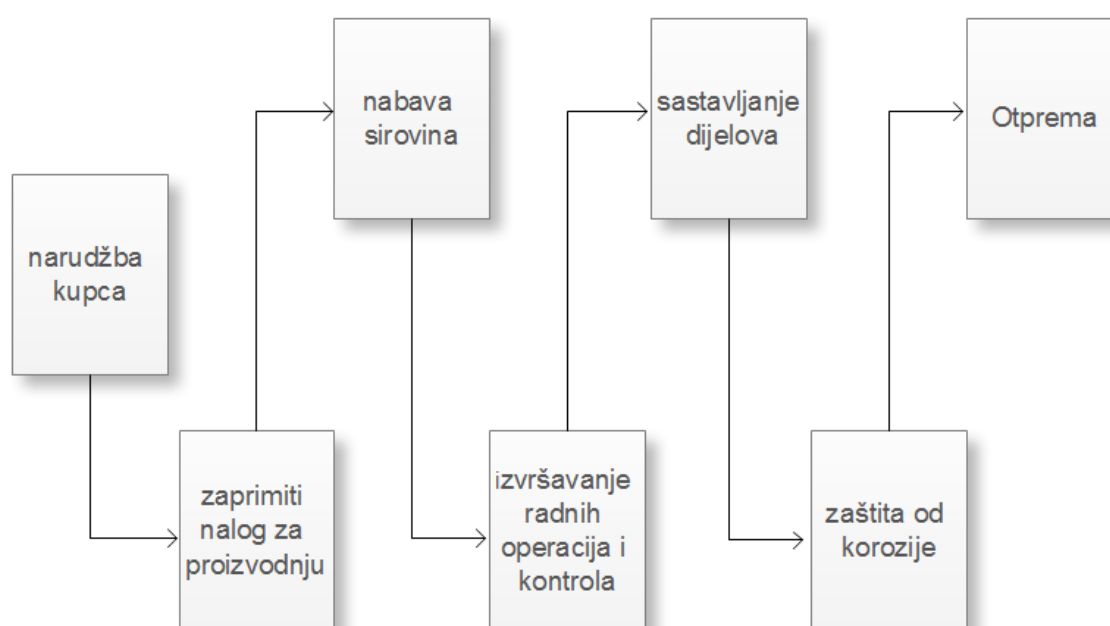 narudžba
kupca
zaprimiti
nalog za
proizvodnju
nabava
sirovina
izvršavanje
radnih
operacija i
kontrola
sastavljanje
dijelova
zaštita od
korozije
Otprema